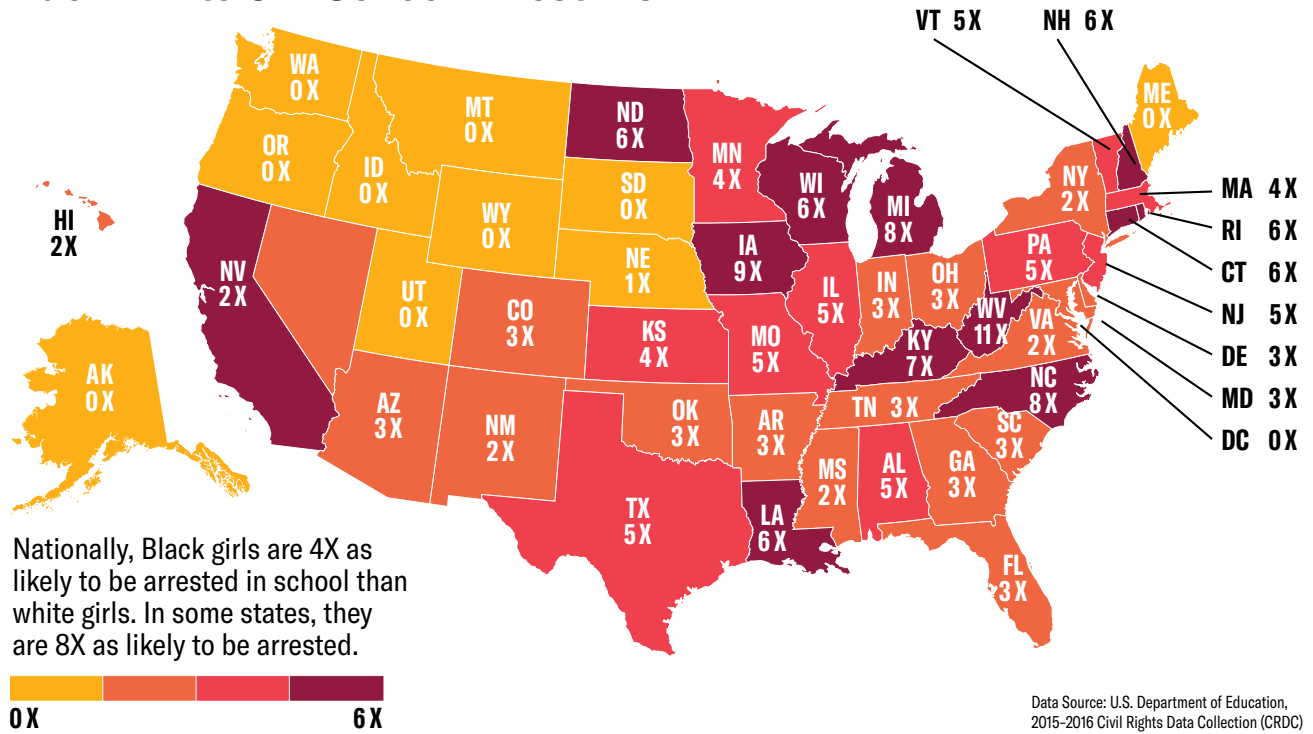 VT 5X
NH 6X
WA
0X
MT
0X
ND
6X
ME
0X
OR
0X
ID
0X
MN
4X
SD
0X
WI
6X
NY
2X
MA 4X
HI
2X
WY
0X
MI
8X
RI 6X
NV
2X
NE
1X
IA
9X
PA
5X
CT 6X
UT
0X
CO
3X
IL
5X
IN
3X
OH
3X
WV
11X
NJ 5X
VA
2X
KS
4X
MO
5X
KY
7X
DE 3X
AK
0X
NC
8X
MD 3X
AZ
3X
NM
2X
OK
3X
AR
3X
TN 3X
SC
3X
DC 0X
MS
2X
AL
5X
GA
3X
TX
5X
LA
6X
FL
3X
Nationally, Black girls are 4X as
likely to be arrested in school than
white girls. In some states, they
are 8X as likely to be arrested.
0X
6X
Data Source: U.S. Department of Education,
2015–2016 Civil Rights Data Collection (CRDC)